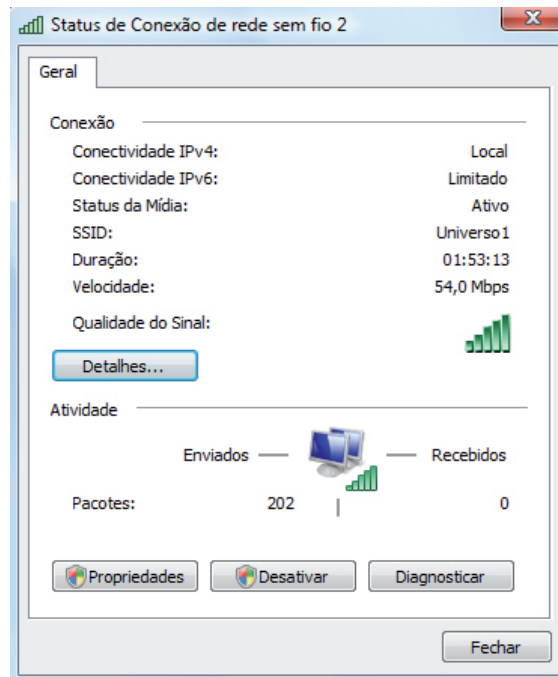 Status de Conexão de rede sem fio 2
Geral
Conexão
Conectividade IPv4: Local
Conectividade IPv6: Limitado
Status da Mídia: Ativo
SSID: Universo1
Duração: 01:53:13
Velocidade: 54,0 Mbps
Qualidade do Sinal:
Detalhes...
Atividade
Enviados Recebidos
Pacotes: 202 0
Propriedades Desativar Diagnosticar
Fechar